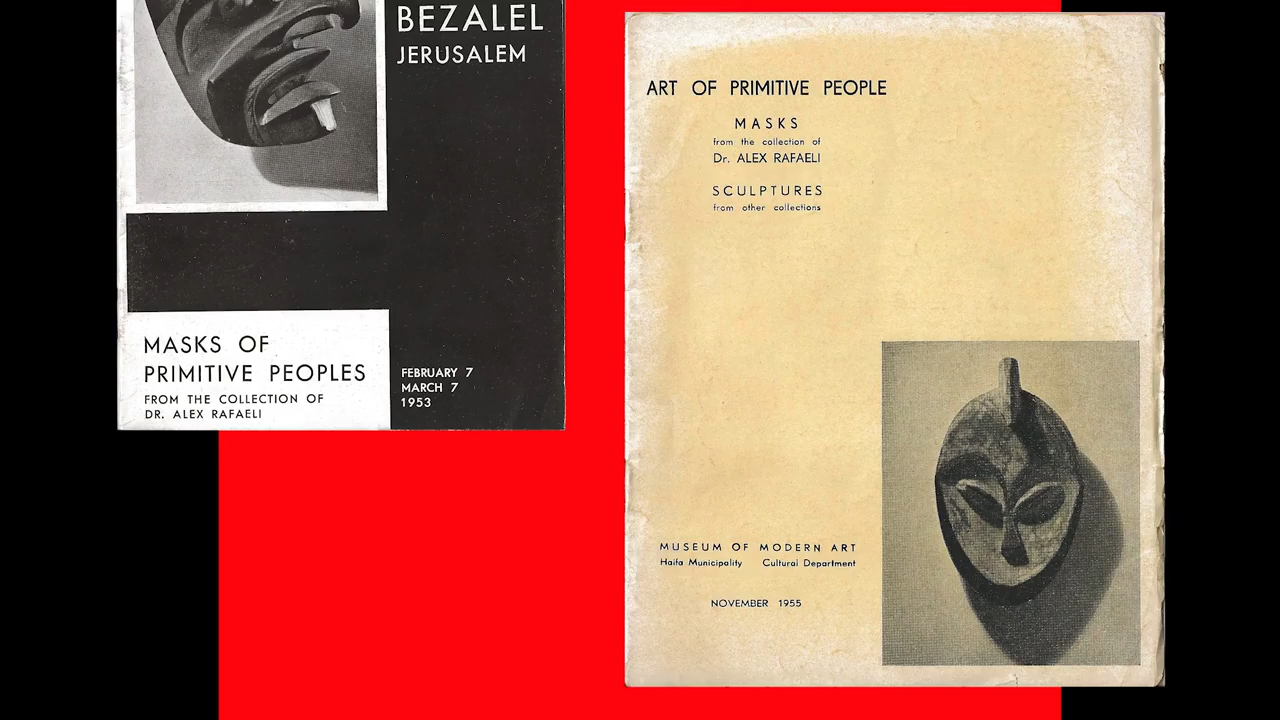 BEZALEL
JERUSALEM
MASKS OF
PRIMITIVE PEOPLES
FROM THE COLLECTION OF
DR. ALEX RAFAELI
FEBRUARY 7
MARCH 7
1953
ART OF PRIMITIVE PEOPLE
MASKS
from the collection of
Dr. ALEX RAFAELI
SCULPTURES
from other collections
MUSEUM OF MODERN ART
Haifa Municipality Cultural Department
NOVEMBER 1955